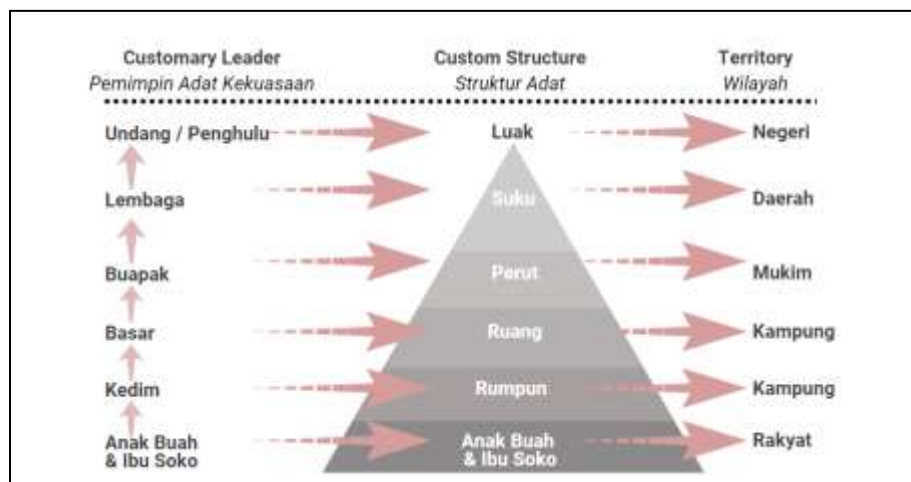 Customary Leader Custom Structure Territory
Pemimpin Adat Kekuasaan Struktur Adat Wilayah
Undang / Penghulu Luak Negeri
Lembaga Suku Daerah
Buapak Perut Mukim
Basar Ruang Kampung
Kedim Rumpun Kampung
Anak Buah Anak Buah Rakyat
& Ibu Soko & Ibu Soko